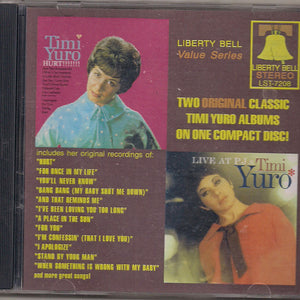 Timi
Yuro
HURT!!!!!!!
LIBERTY BELL
Value Series
LIBERTY BELL
STEREO
LST-7208
TWO ORIGINAL CLASSIC
TIMI YURO ALBUMS
ON ONE COMPACT DISC!
includes her original recordings of:
"HURT"
"FOR ONCE IN MY LIFE"
"YOU'LL NEVER KNOW"
"BANG BANG (MY BABY SHUT ME DOWN)"
"AND THAT REMINDS ME"
"I'VE BEEN LOVING YOU TOO LONG"
"A PLACE IN THE SUN"
"FOR YOU"
"I'M CONFESSIN' (THAT I LOVE YOU)"
"I APOLOGIZE"
"STAND BY YOUR MAN"
"WHEN SOMETHING IS WRONG WITH MY BABY"
and more great songs!
LIVE AT P.J.'s
Timi
Yuro